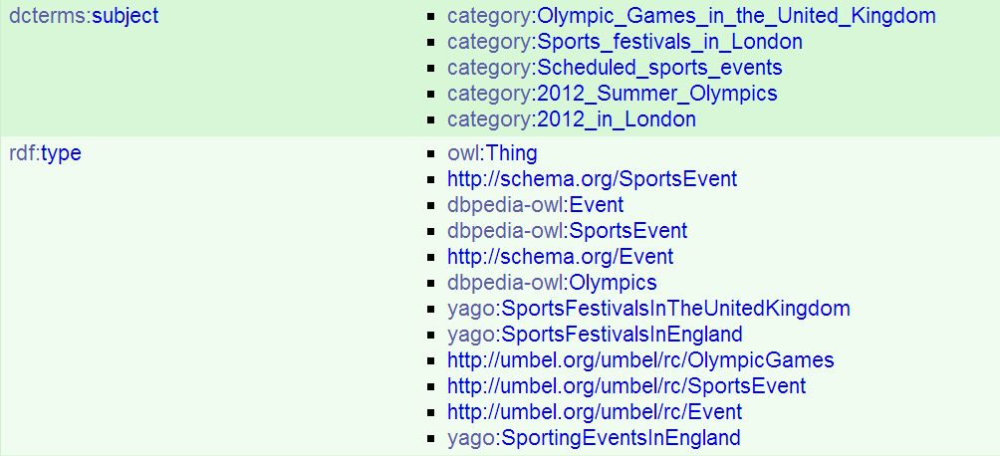 dcterms:subject
category:Olympic_Games_in_the_United_Kingdom
category:Sports_festivals_in_London
category:Scheduled_sports_events
category:2012_Summer_Olympics
category:2012_in_London
rdf:type
owl:Thing
http://schema.org/SportsEvent
dbpedia-owl:Event
dbpedia-owl:SportsEvent
http://schema.org/Event
dbpedia-owl:Olympics
yago:SportsFestivalsInTheUnitedKingdom
yago:SportsFestivalsInEngland
http://umbel.org/umbel/rc/OlympicGames
http://umbel.org/umbel/rc/SportsEvent
http://umbel.org/umbel/rc/Event
yago:SportingEventsInEngland